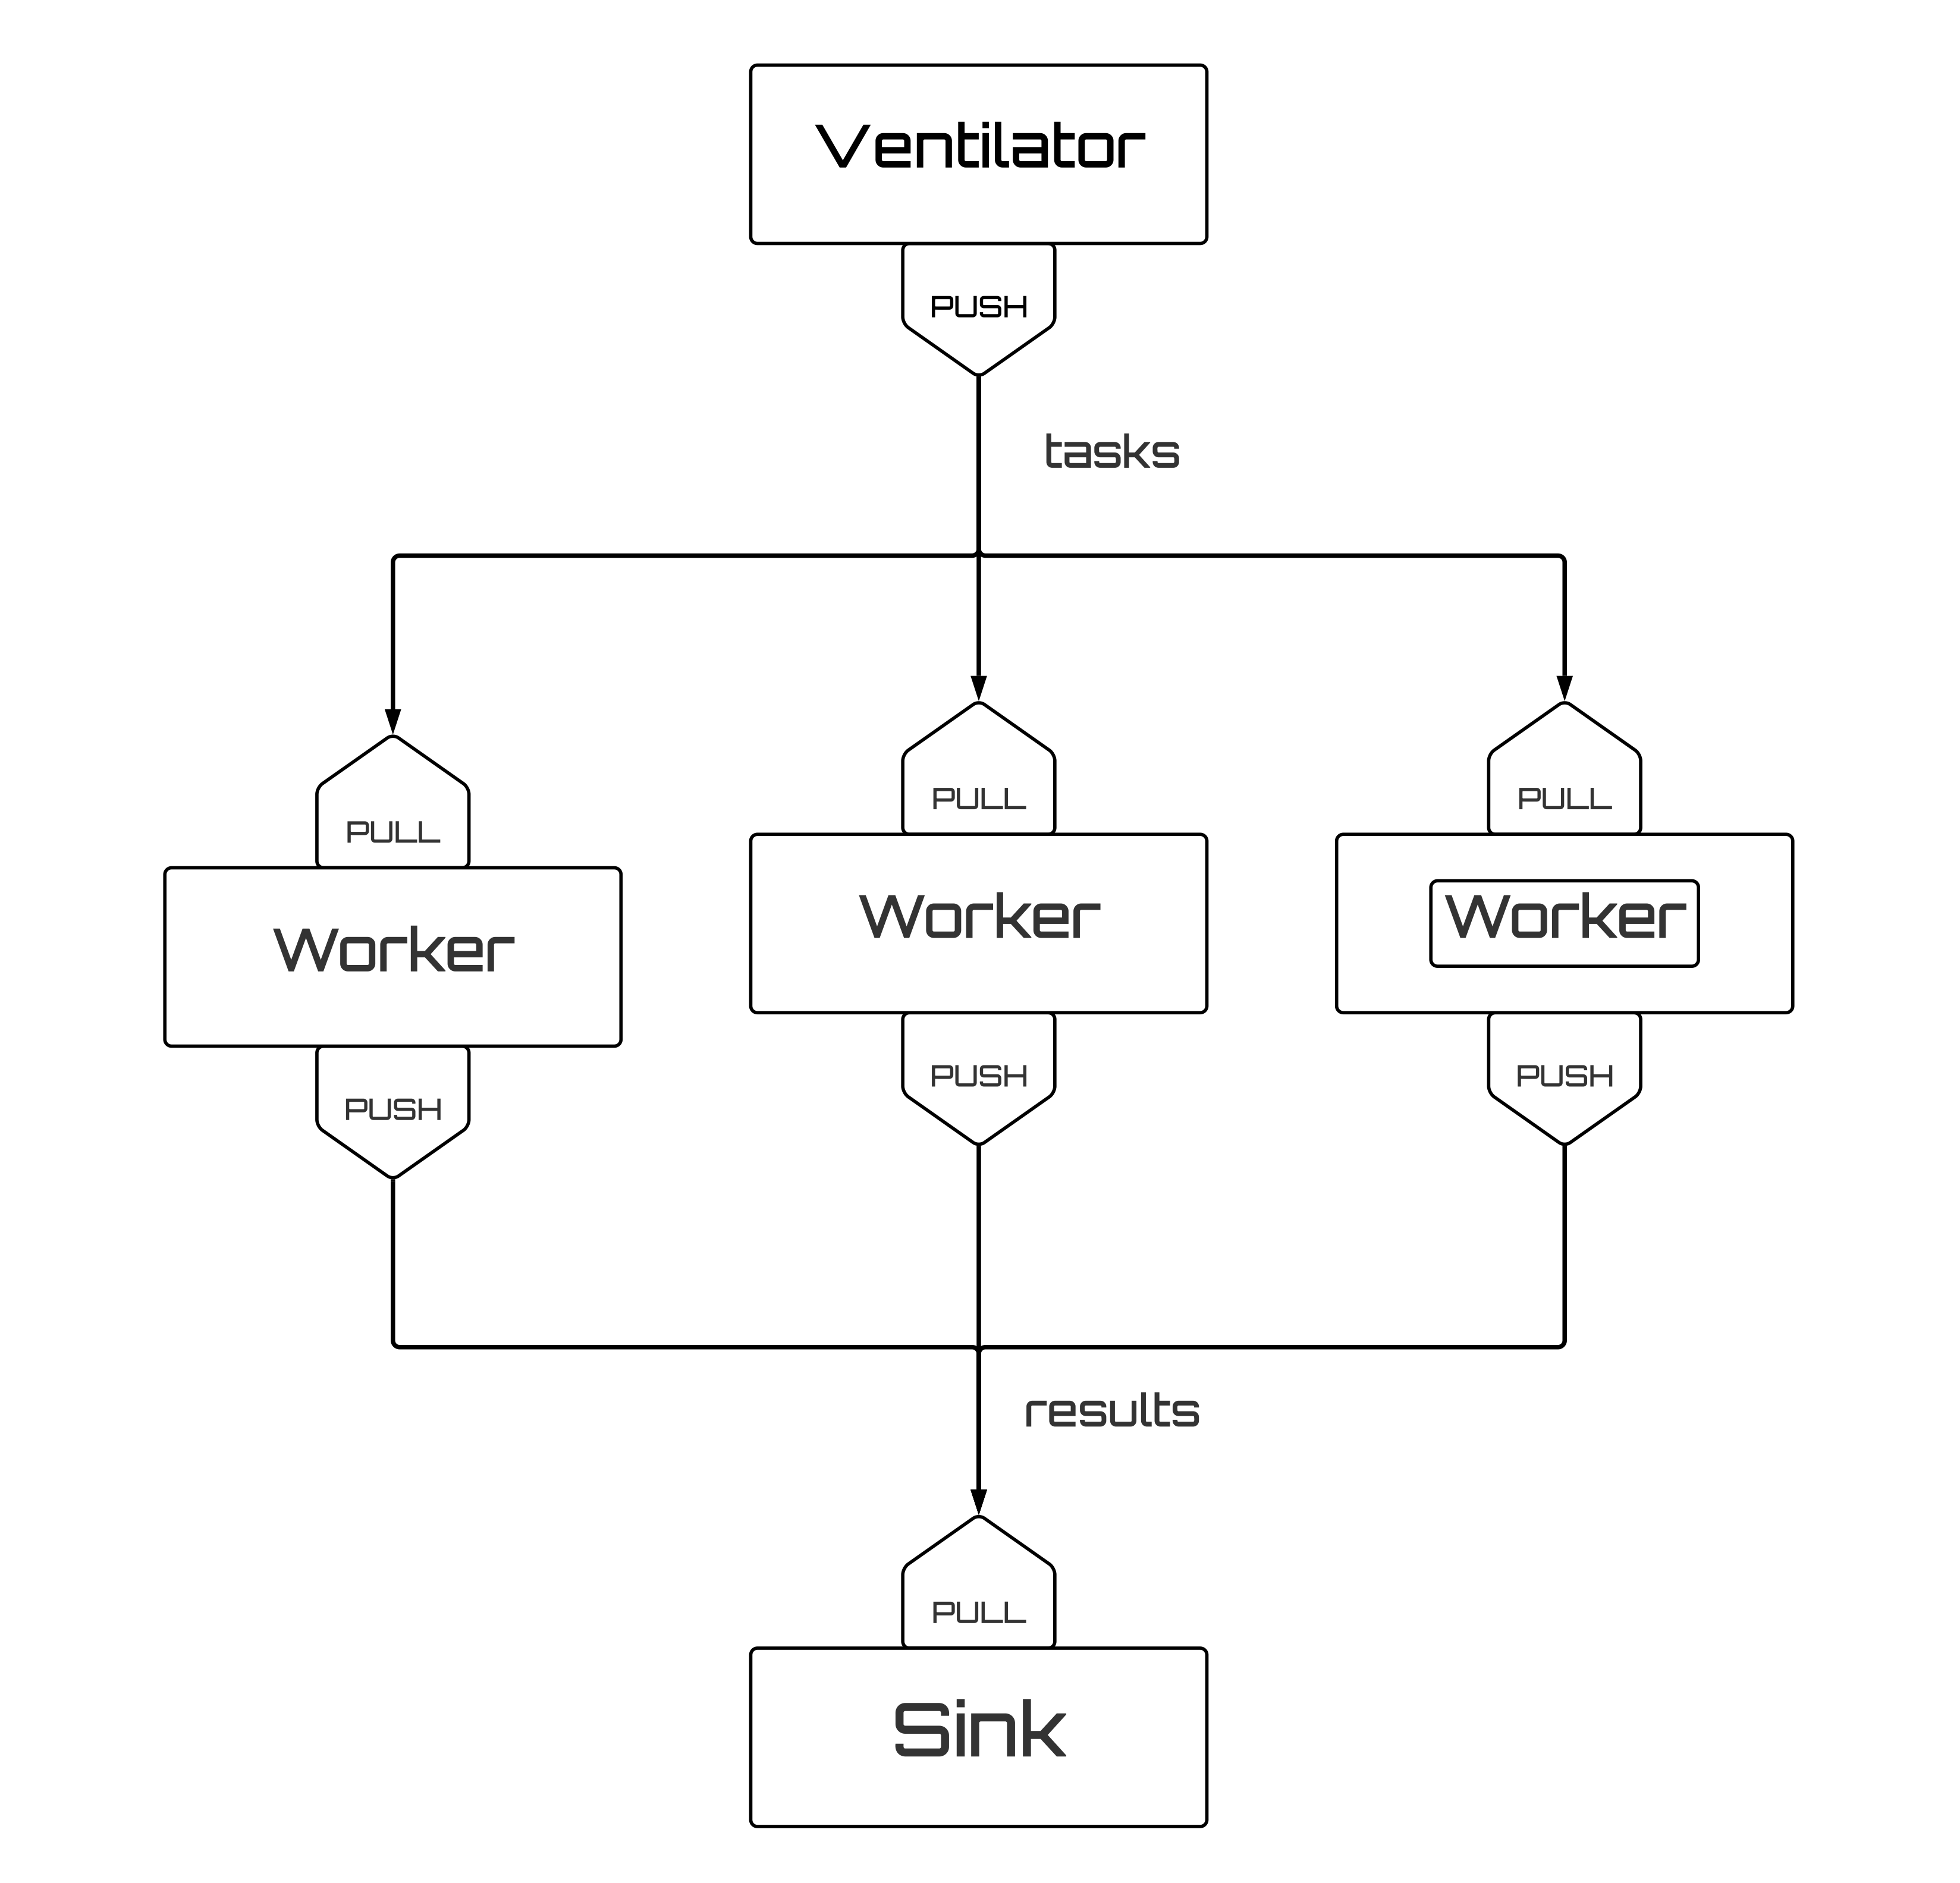 Ventilator
PUSH
tasks
PULL
PULL
PULL
Worker
Worker
Worker
PUSH
PUSH
PUSH
results
PULL
Sink